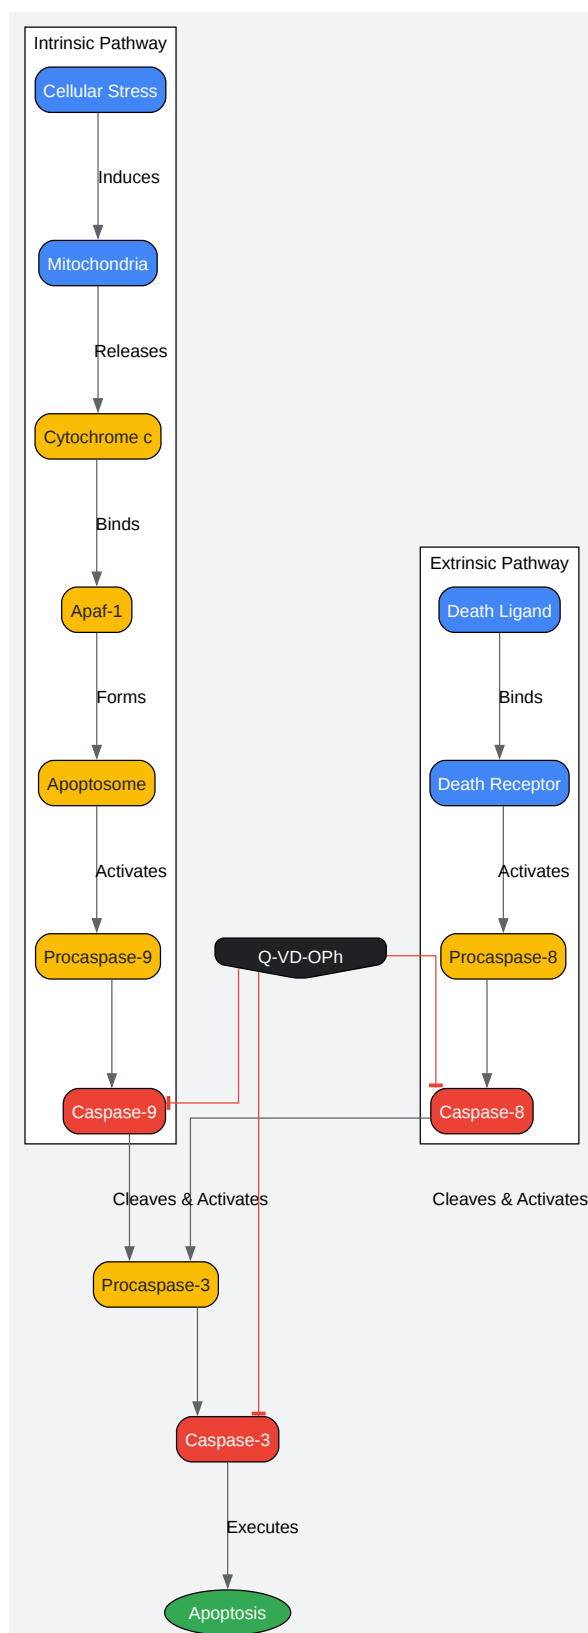 Intrinsic Pathway
Cellular Stress
Induces
Mitochondria
Releases
Cytochrome c
Binds
Apaf-1
Forms
Apoptosome
Activates
Procaspase-9
Caspase-9
Extrinsic Pathway
Death Ligand
Binds
Death Receptor
Activates
Procaspase-8
Caspase-8
Q-VD-OPh
Cleaves & Activates
Cleaves & Activates
Procaspase-3
Caspase-3
Executes
Apoptosis